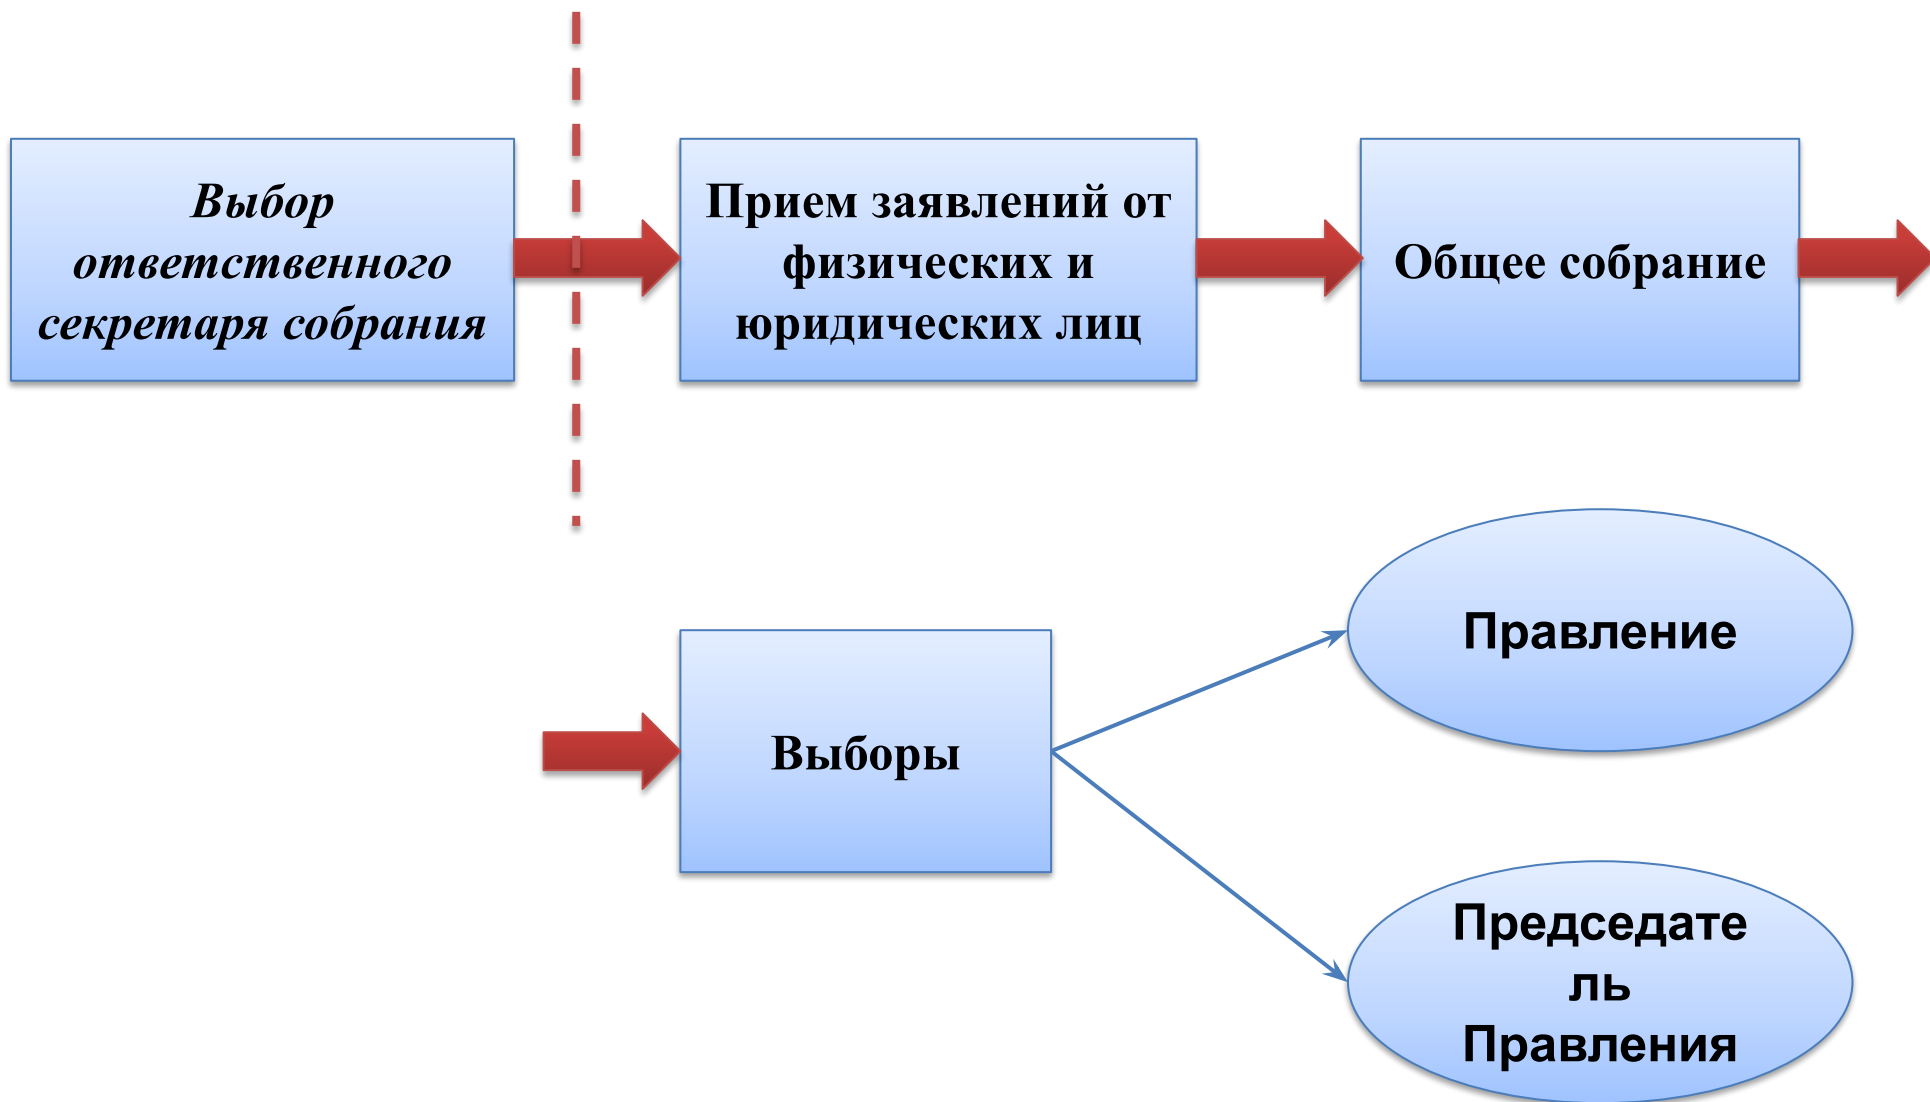 Выбор
ответственного
секретаря собрания
Прием заявлений от
физических и
юридических лиц
Общее собрание
Выборы
Правление
Председате
ль
Правления